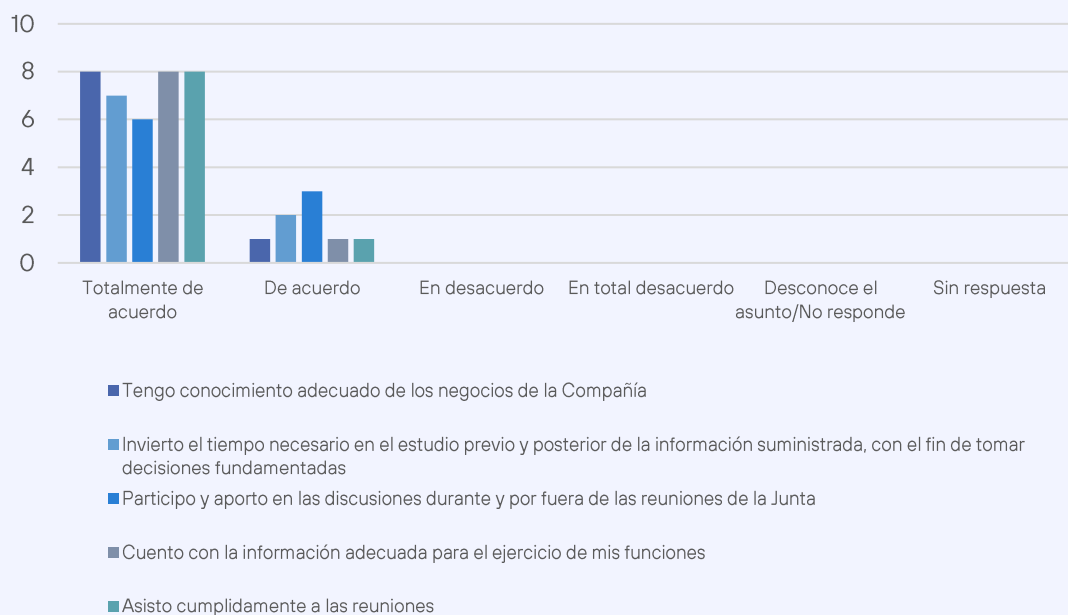 10
8
6
4
2
0
Totalmente de
acuerdo
De acuerdo
En desacuerdo
En total desacuerdo
Desconoce el
asunto/No responde
Sin respuesta
Tengo conocimiento adecuado de los negocios de la Compañía
Invierto el tiempo necesario en el estudio previo y posterior de la información suministrada, con el fin de tomar
decisiones fundamentadas
Participo y aporto en las discusiones durante y por fuera de las reuniones de la Junta
Cuento con la información adecuada para el ejercicio de mis funciones
Asisto cumplidamente a las reuniones